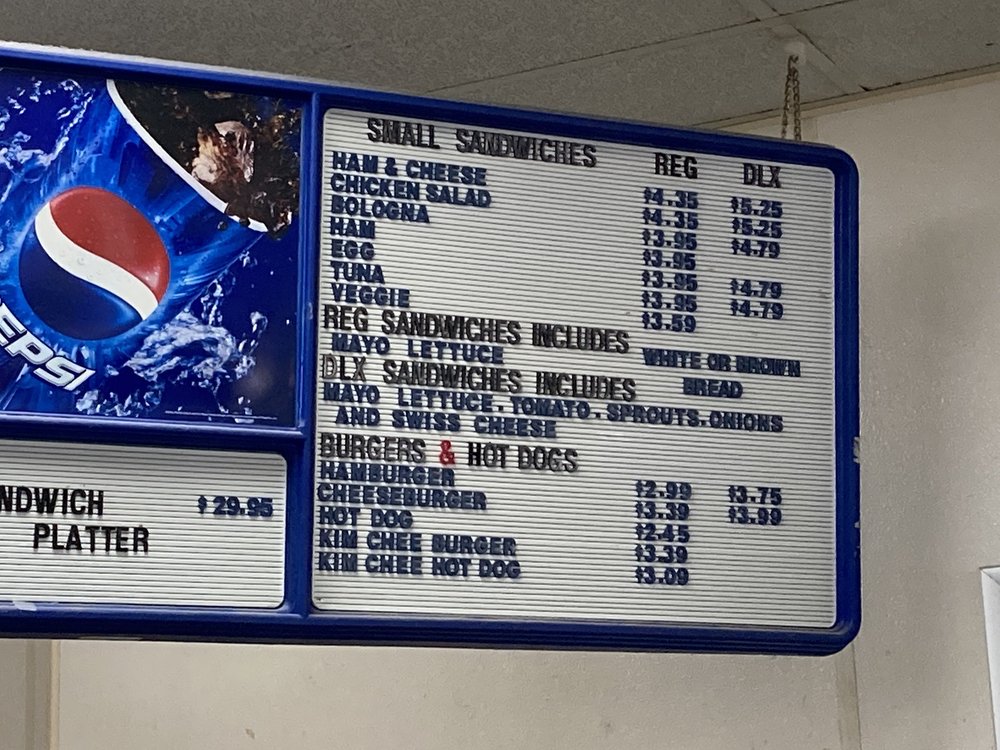 EPSI
NDWICH $29.95
PLATTER
SMALL SANDWICHES REG DLX
HAM & CHEESE $4.35 $5.25
CHICKEN SALAD $4.35 $5.25
BOLOGNA $3.95 $4.79
HAM $3.95
EGG $3.95 $4.79
TUNA $3.95 $4.79
VEGGIE $3.59
REG SANDWICHES INCLUDES
MAYO LETTUCE WHITE OR BROWN
BREAD
DLX SANDWICHES INCLUDES
MAYO LETTUCE. TOMATO. SPROUTS. ONIONS
AND SWISS CHEESE
BURGERS & HOT DOGS
HAMBURGER $2.99 $3.75
CHEESEBURGER $3.39 $3.99
HOT DOG $2.45
KIM CHEE BURGER $3.39
KIM CHEE HOT DOG $3.09